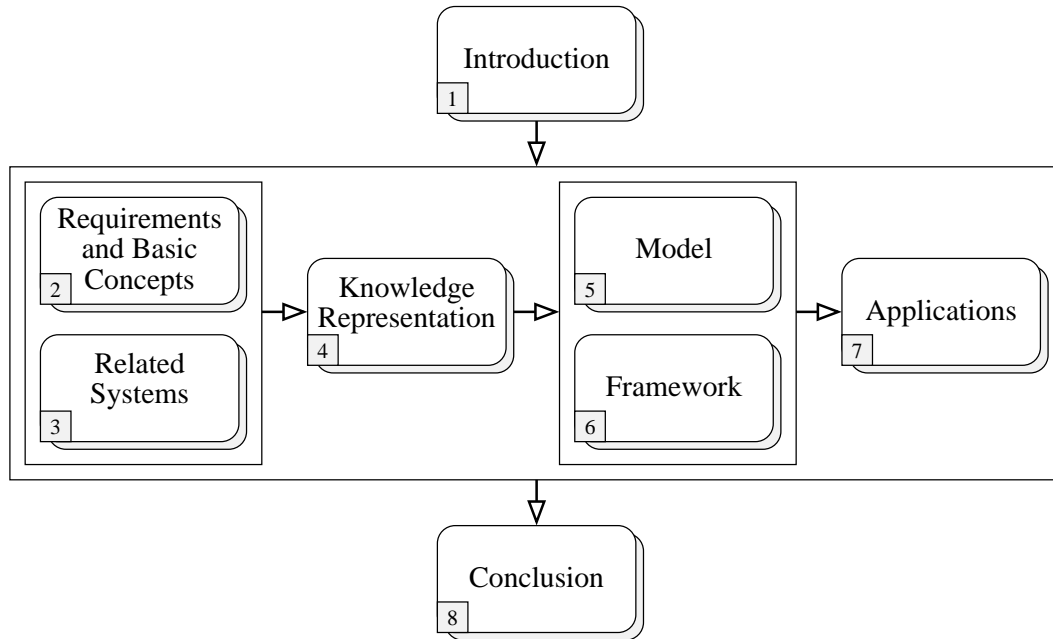 Introduction
1
Requirements
and Basic
Concepts
2
Related
Systems
3
Knowledge
Representation
4
Model
5
Framework
6
Applications
7
Conclusion
8